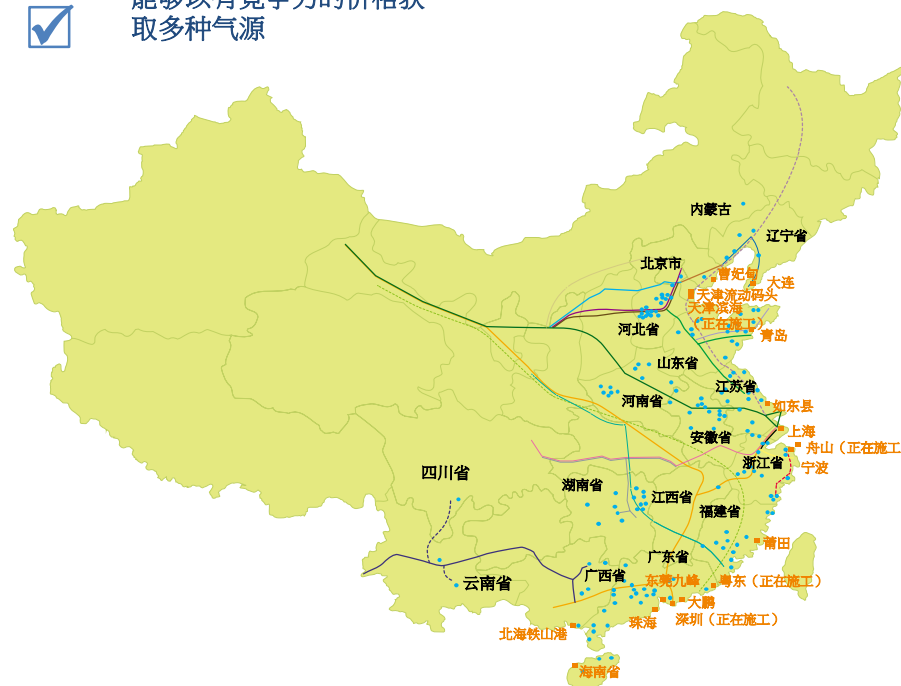 能够以有竞争力的价格获
取多种气源
内蒙古
辽宁省
北京市
曹妃甸
大连
天津流动码头
天津滨海
（正在施工）
河北省
青岛
山东省
江苏省
河南省
如东县
安徽省
上海
舟山（正在施工
浙江省
宁波
四川省
湖南省
江西省
福建省
莆田
广东省
广西省
东莞九峰
粤东（正在施工）
云南省
大鹏
珠海
深圳（正在施工）
北海铁山港
海南省